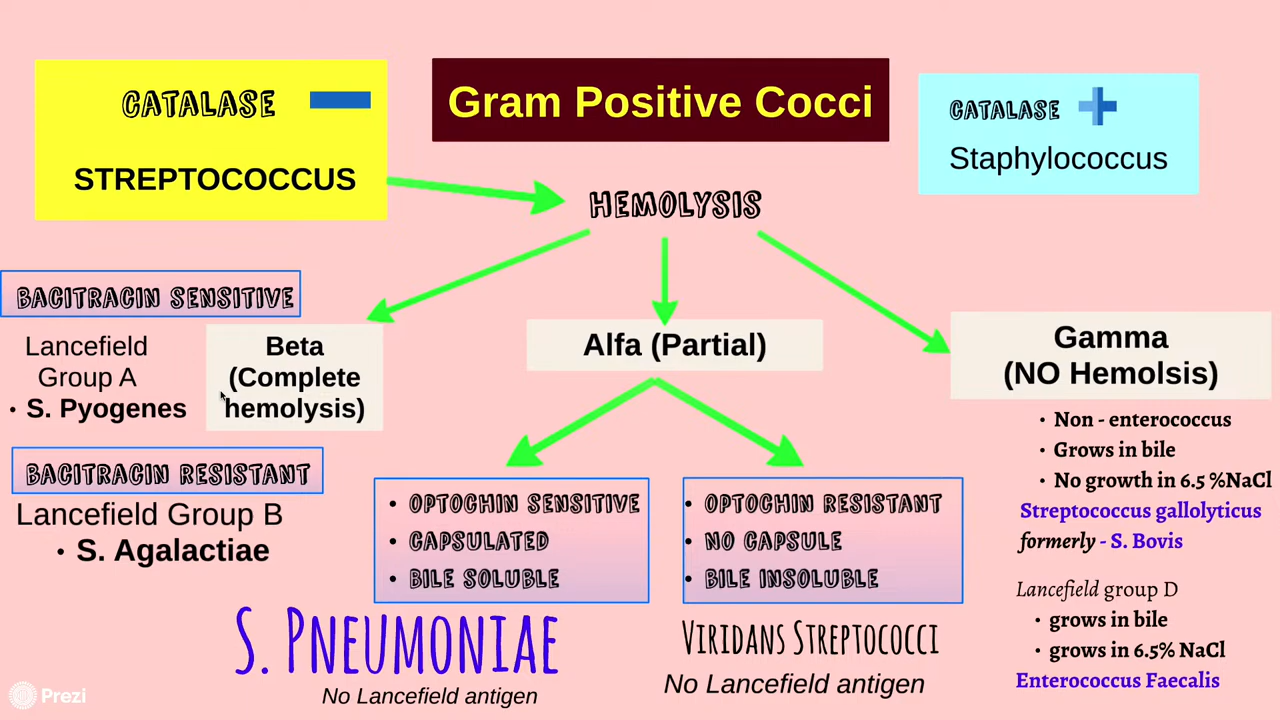 Gram Positive Cocci
CATALASE
STREPTOCOCCUS
CATALASE +
Staphylococcus
HEMOLYSIS
BACITRACIN SENSITIVE
Lancefield
Group A
• S. Pyogenes
Beta
(Complete
hemolysis)
BACITRACIN RESISTANT
Lancefield Group B
• S. Agalactiae
Alfa (Partial)
• OPTOCHIN SENSITIVE
• CAPSULATED
• BILE SOLUBLE
S. PNEUMONIAE
No Lancefield antigen
• OPTOCHIN RESISTANT
• NO CAPSULE
• BILE INSOLUBLE
VIRIDANS STREPTOCOCCI
No Lancefield antigen
Gamma
(NO Hemolsis)
• Non - enterococcus
• Grows in bile
• No growth in 6.5 %NaCl
Streptococcus gallolyticus
formerly - S. Bovis
Lancefield group D
• grows in bile
• grows in 6.5% NaCl
Enterococcus Faecalis
Prezi